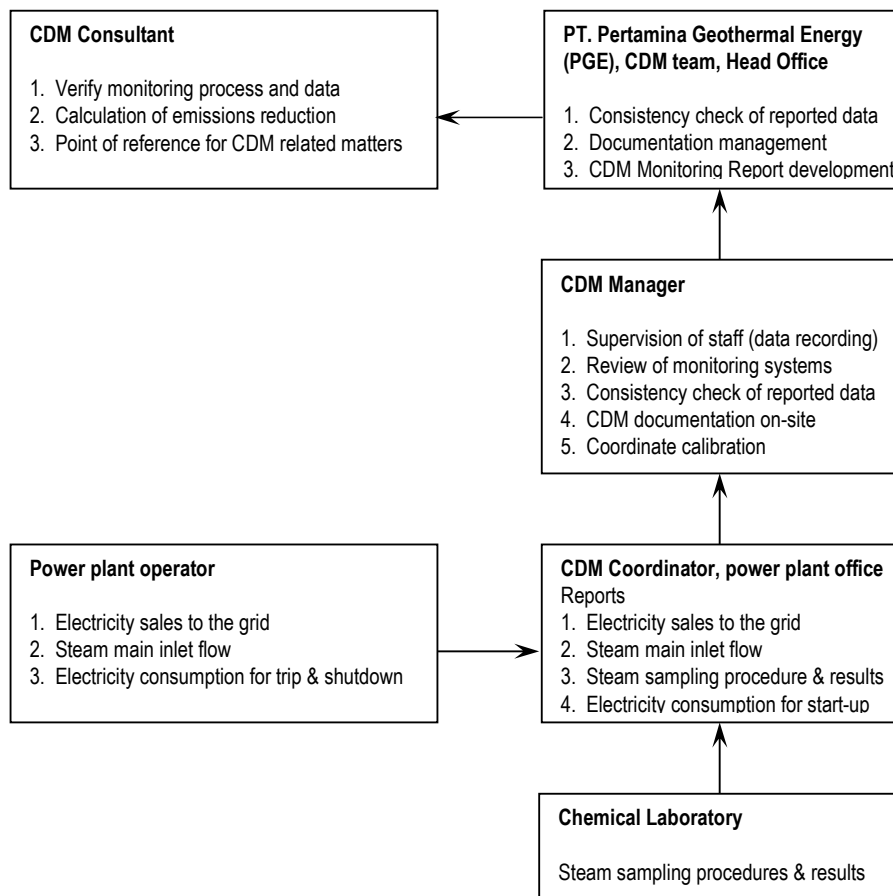 CDM Consultant
1. Verify monitoring process and data
2. Calculation of emissions reduction
3. Point of reference for CDM related matters
PT. Pertamina Geothermal Energy
(PGE), CDM team, Head Office
1. Consistency check of reported data
2. Documentation management
3. CDM Monitoring Report development
CDM Manager
1. Supervision of staff (data recording)
2. Review of monitoring systems
3. Consistency check of reported data
4. CDM documentation on-site
5. Coordinate calibration
Power plant operator
1. Electricity sales to the grid
2. Steam main inlet flow
3. Electricity consumption for trip & shutdown
CDM Coordinator, power plant office
Reports
1. Electricity sales to the grid
2. Steam main inlet flow
3. Steam sampling procedure & results
4. Electricity consumption for start-up
Chemical Laboratory
Steam sampling procedures & results